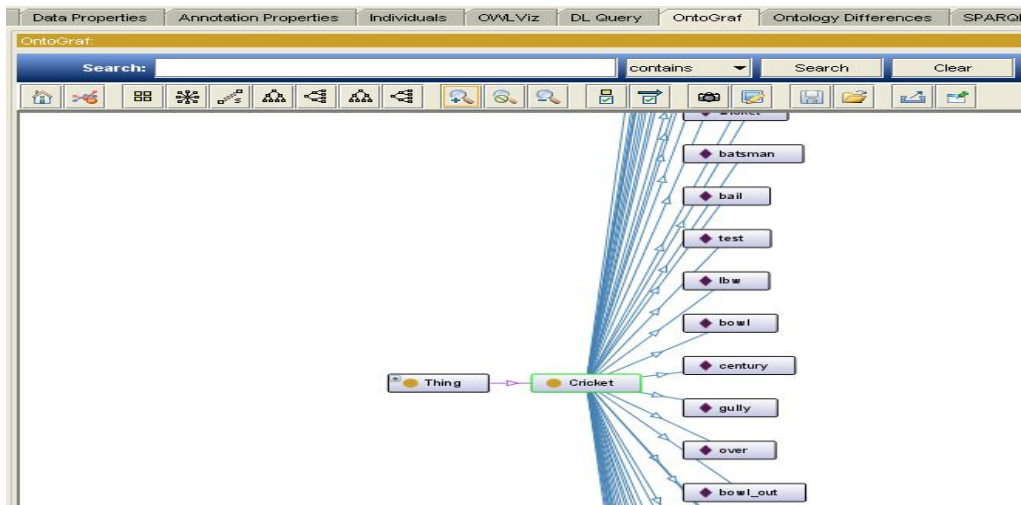 Data Properties Annotation Properties Individuals OWLViz DL Query OntoGraf Ontology Differences
OntoGraf:
Search: contains Search Clear
batsman
bail
test
lbw
bowl
century
Thing Cricket
gully
over
bowl_out